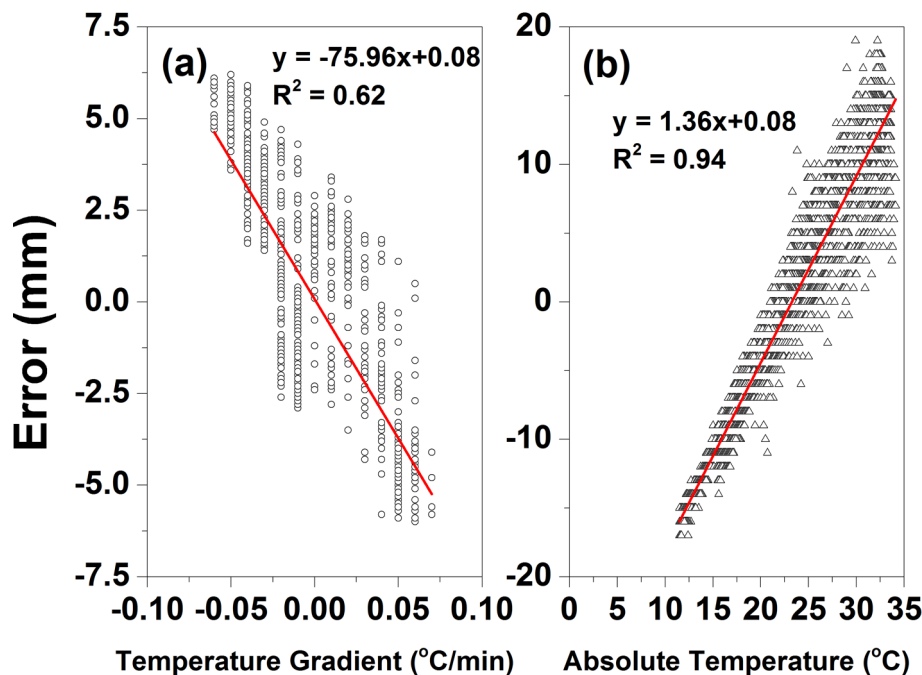 (a)
y = -75.96x+0.08
R² = 0.62
7.5
5.0
2.5
0.0
-2.5
-5.0
-7.5
Error (mm)
-0.10 -0.05 0.00 0.05 0.10
Temperature Gradient (°C/min)
(b)
y = 1.36x+0.08
R² = 0.94
20
10
0
-10
-20
0 5 10 15 20 25 30 35
Absolute Temperature (°C)